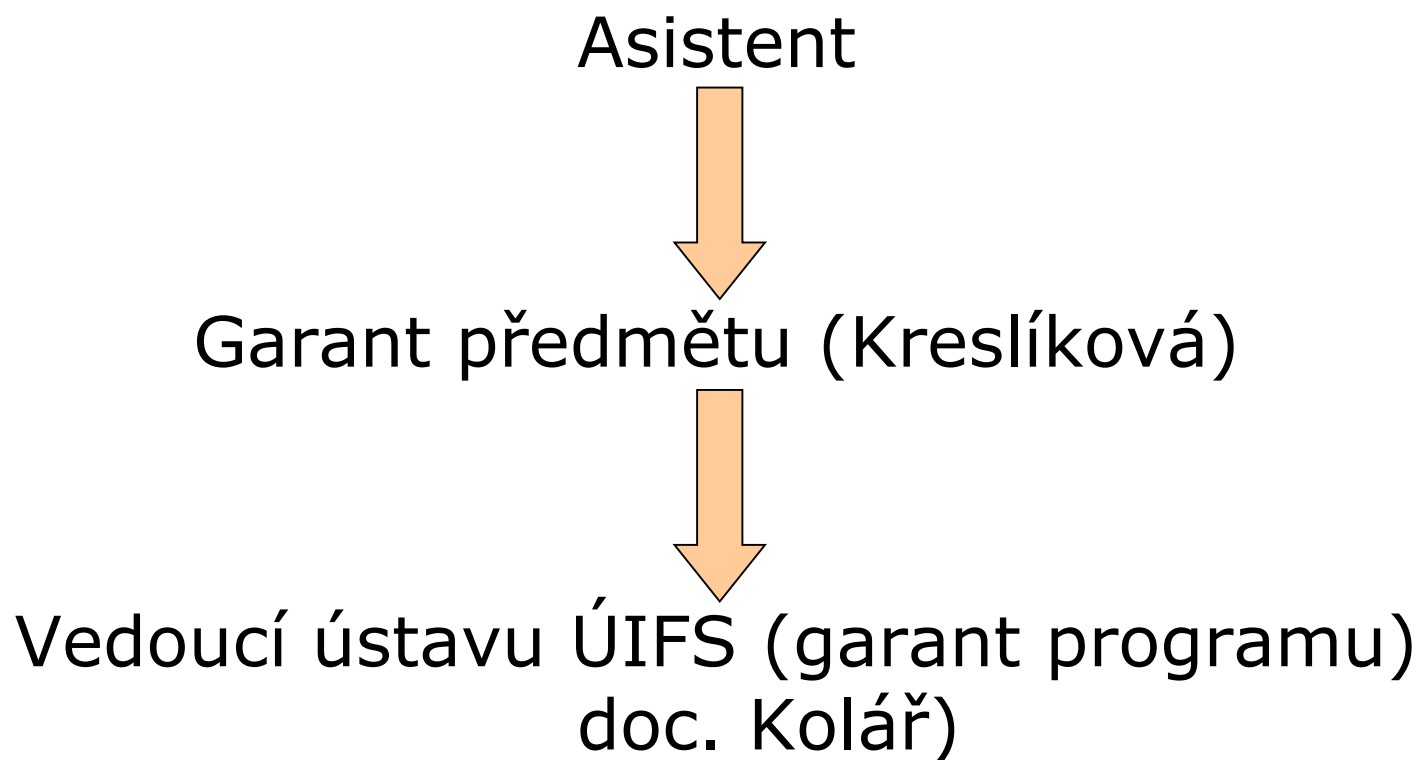 Asistent
Garant předmětu (Kreslíková)
Vedoucí ústavu ÚIFS (garant programu)
doc. Kolář)